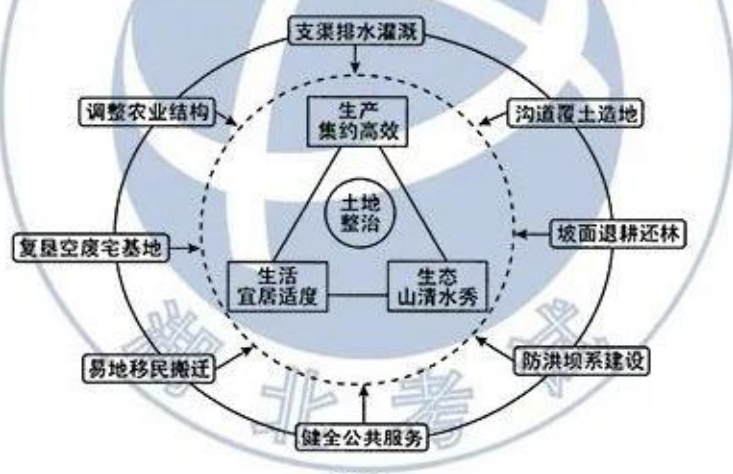 支渠排水灌溉
调整农业结构
沟道覆土造地
生产
集约高效
土地
整治
复垦空废宅基地
坡面退耕还林
生活
宜居适度
生态
山清水秀
易地移民搬迁
防洪坝系建设
健全公共服务